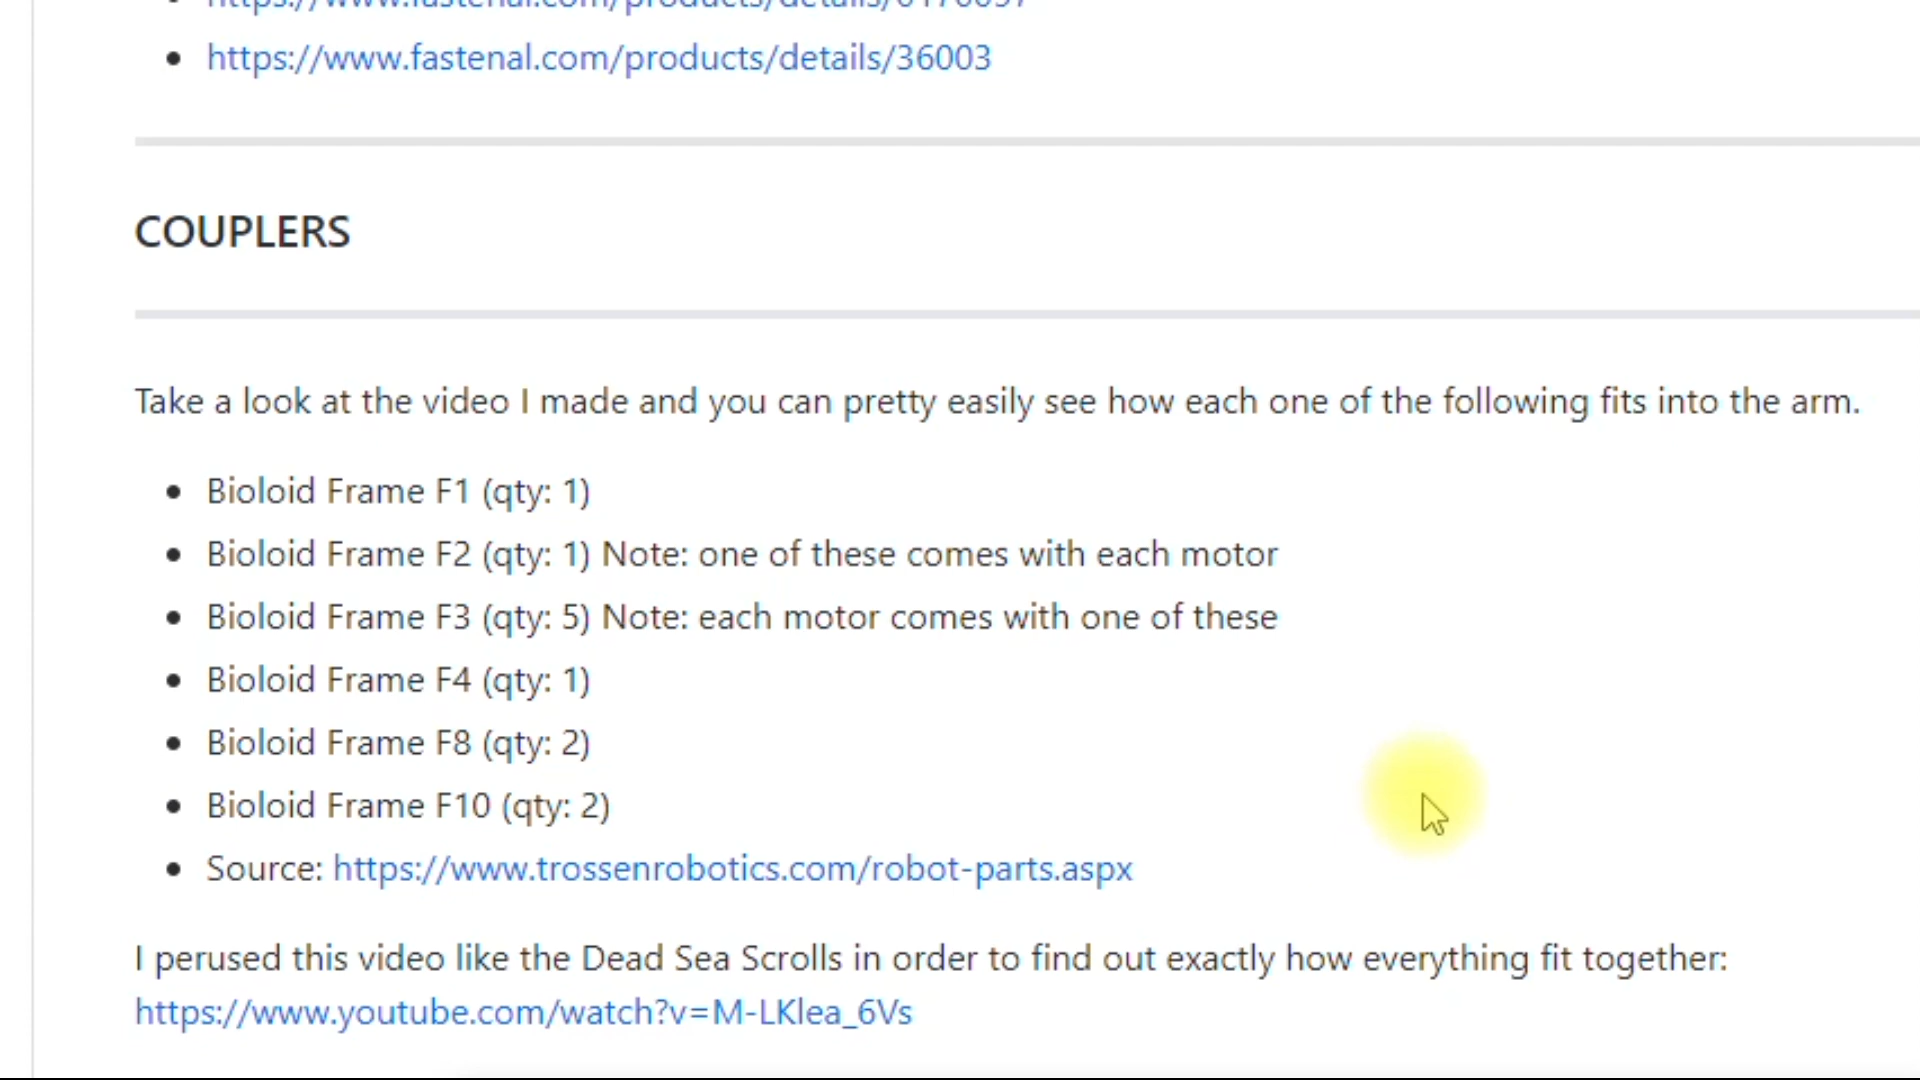 https://www.fastenal.com/products/details/36003
COUPLERS
Take a look at the video I made and you can pretty easily see how each one of the following fits into the arm.
Bioloid Frame F1 (qty: 1)
Bioloid Frame F2 (qty: 1) Note: one of these comes with each motor
Bioloid Frame F3 (qty: 5) Note: each motor comes with one of these
Bioloid Frame F4 (qty: 1)
Bioloid Frame F8 (qty: 2)
Bioloid Frame F10 (qty: 2)
Source: https://www.trossenrobotics.com/robot-parts.aspx
I perused this video like the Dead Sea Scrolls in order to find out exactly how everything fit together:
https://www.youtube.com/watch?v=M-LKlea_6Vs